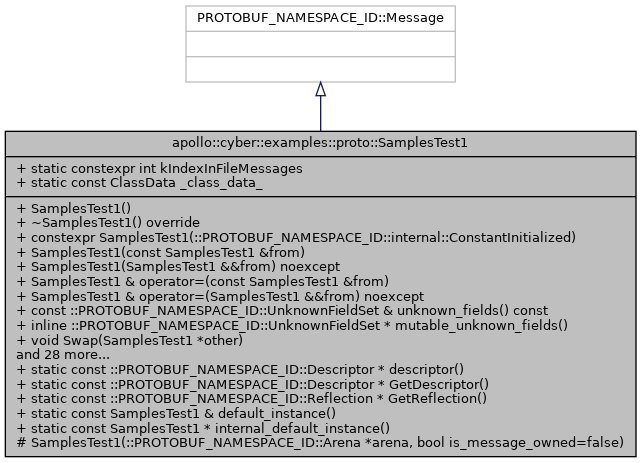 PROTOBUF_NAMESPACE_ID::Message
apollo::cyber::examples::proto::SamplesTest1
+ static constexpr int kIndexInFileMessages
+ static const ClassData _class_data_
+ SamplesTest1()
+ ~SamplesTest1() override
+ constexpr SamplesTest1(::PROTOBUF_NAMESPACE_ID::internal::ConstantInitialized)
+ SamplesTest1(const SamplesTest1 &from)
+ SamplesTest1(SamplesTest1 &&from) noexcept
+ SamplesTest1 & operator=(const SamplesTest1 &from)
+ SamplesTest1 & operator=(SamplesTest1 &&from) noexcept
+ const ::PROTOBUF_NAMESPACE_ID::UnknownFieldSet & unknown_fields() const
+ inline ::PROTOBUF_NAMESPACE_ID::UnknownFieldSet * mutable_unknown_fields()
+ void Swap(SamplesTest1 *other)
and 28 more...
+ static const ::PROTOBUF_NAMESPACE_ID::Descriptor * descriptor()
+ static const ::PROTOBUF_NAMESPACE_ID::Descriptor * GetDescriptor()
+ static const ::PROTOBUF_NAMESPACE_ID::Reflection * GetReflection()
+ static const SamplesTest1 & default_instance()
+ static const SamplesTest1 * internal_default_instance()
# SamplesTest1(::PROTOBUF_NAMESPACE_ID::Arena *arena, bool is_message_owned=false)